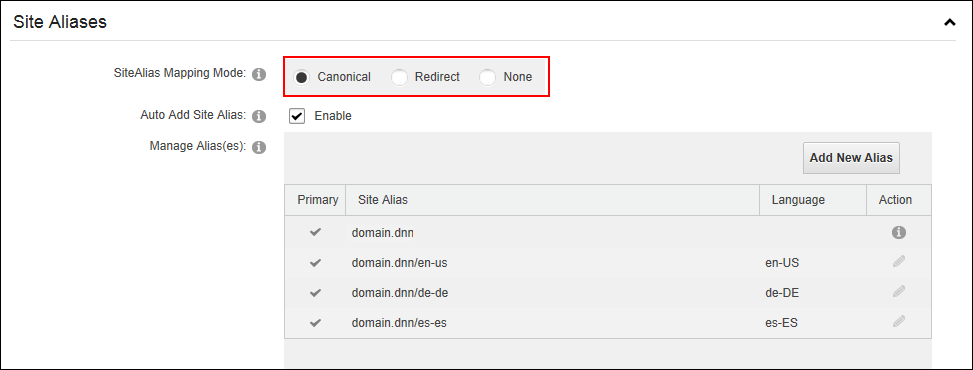 Site Aliases
SiteAlias Mapping Mode: Canonical Redirect None
Auto Add Site Alias: Enable
Manage Alias(es):
Add New Alias
Primary Site Alias Language Action
domain.dnn
domain.dnn/en-us en-US
domain.dnn/de-de de-DE
domain.dnn/es-es es-ES